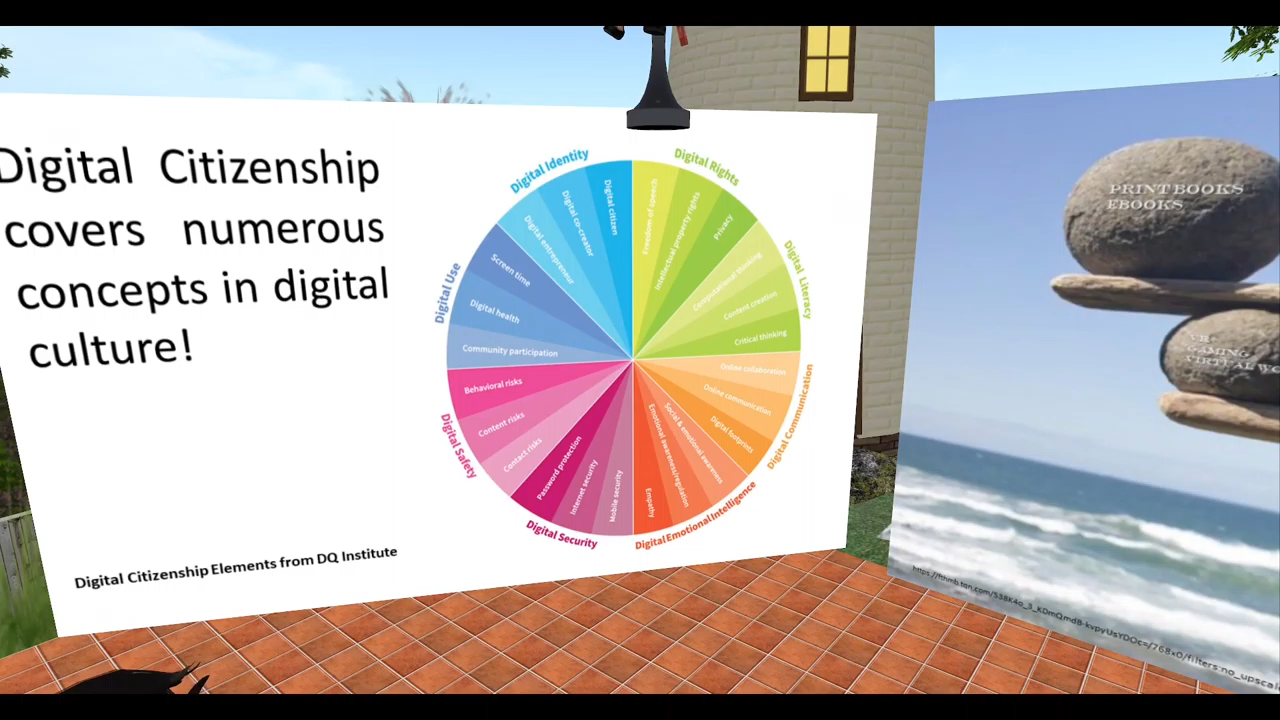 Digital Citizenship
covers numerous
concepts in digital
culture!
Digital Citizenship Elements from DQ Institute
Digital Identity
Digital citizen
Digital co-creator
Digital entrepreneur
Digital Use
Screen time
Digital health
Community participation
Digital Safety
Behavioral risks
Content risks
Contact risks
Digital Security
Password protection
Internet security
Mobile security
Digital Rights
Freedom of speech
Intellectual property rights
Privacy
Digital Literacy
Computational thinking
Content creation
Critical thinking
Digital Communication
Online collaboration
Online communication
Digital footprints
Digital Emotional Intelligence
Social & emotional awareness
Emotional awareness/regulation
Empathy
PRINT BOOKS
EBOOKS
VR-
GAMING
VIRTUAL WO